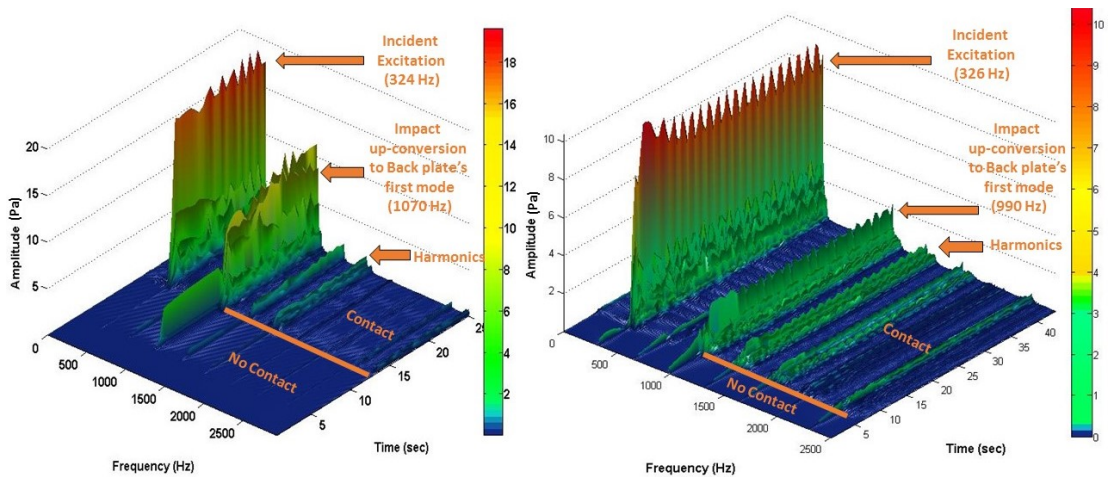 Incident
Excitation
(324 Hz)
Impact
up-conversion
to Back plate's
first mode
(1070 Hz)
Harmonics
Contact
No Contact
20
15
10
5
0
500
1000
1500
2000
2500
5
10
15
20
25
Amplitude (Pa)
Frequency (Hz)
Time (sec)
18
16
14
12
10
8
6
4
2
Incident
Excitation
(326 Hz)
Impact
up-conversion
to Back plate's
first mode
(990 Hz)
Harmonics
Contact
No Contact
10
8
6
4
2
0
500
1000
1500
2000
2500
5
10
15
20
25
30
35
40
Amplitude (Pa)
Frequency (Hz)
Time (sec)
10
9
8
7
6
5
4
3
2
1
0